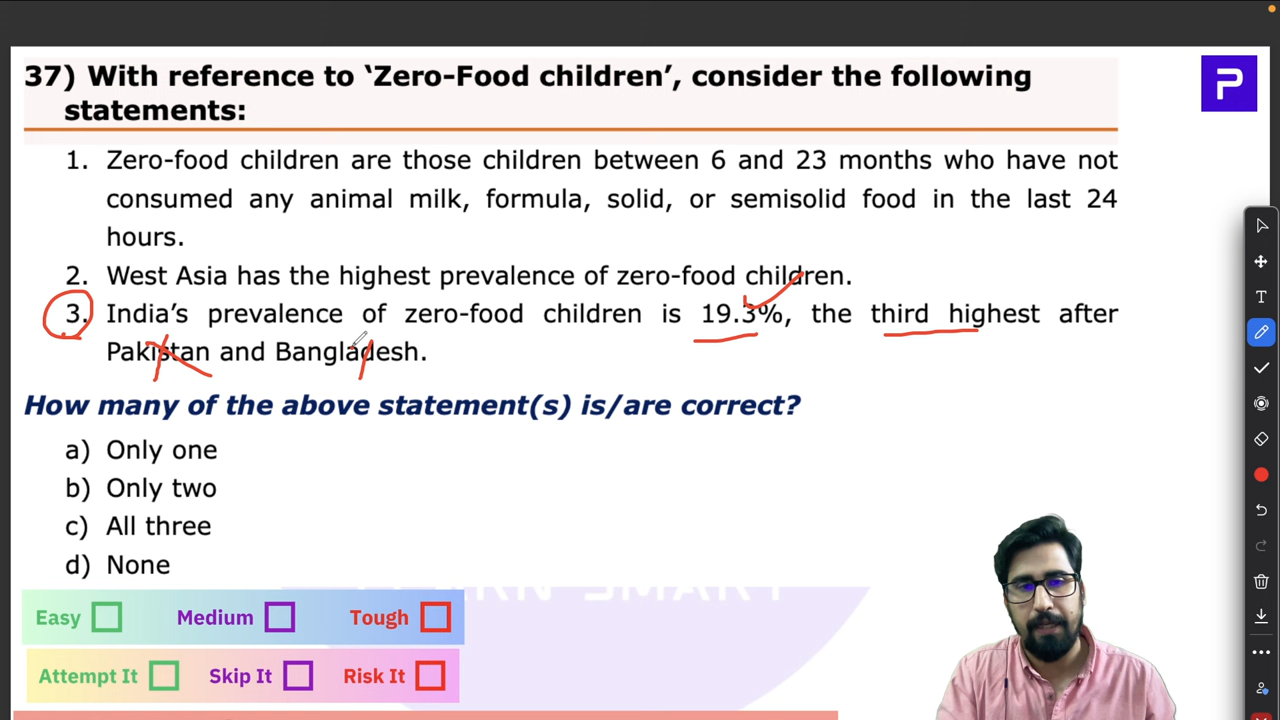 37) With reference to ‘Zero-Food children’, consider the following
statements:
P
1. Zero-food children are those children between 6 and 23 months who have not
consumed any animal milk, formula, solid, or semisolid food in the last 24
hours.
2. West Asia has the highest prevalence of zero-food children.
3. India’s prevalence of zero-food children is 19.3%, the third highest after
Pakistan and Bangladesh.
How many of the above statement(s) is/are correct?
a) Only one
b) Only two
c) All three
d) None
LEARN SMART
Easy Medium Tough
Attempt It Skip It Risk It